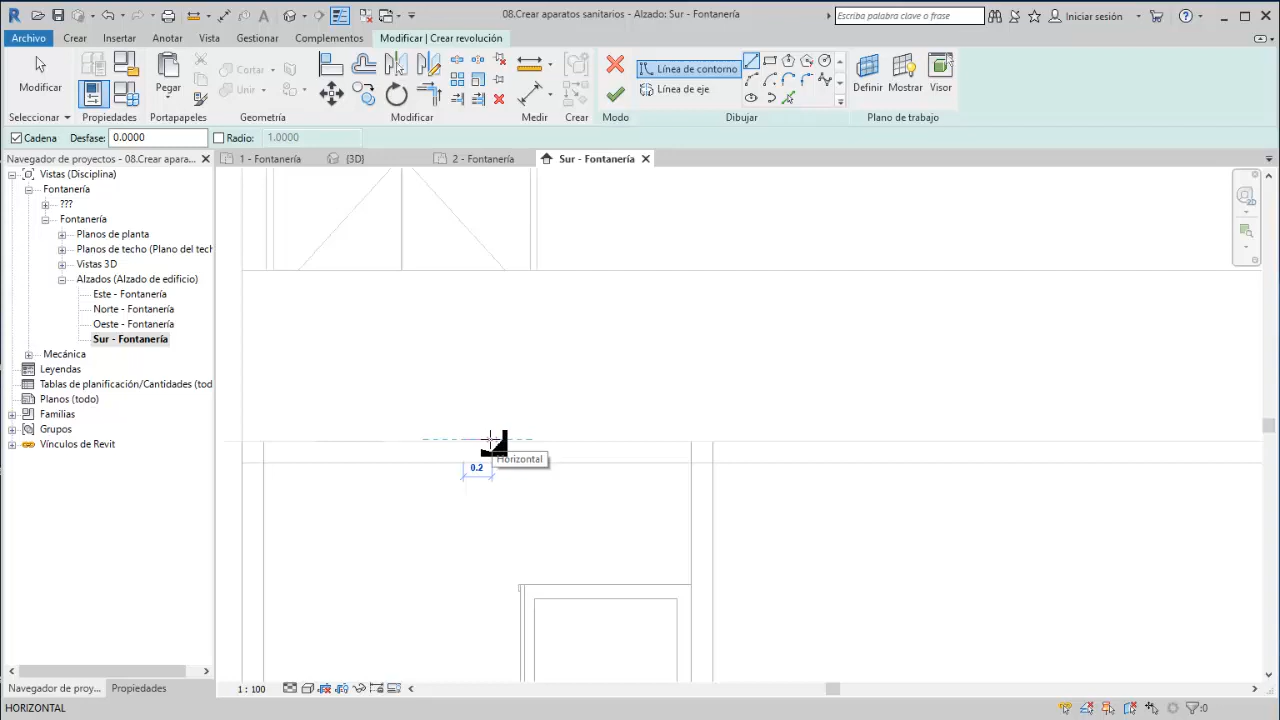 08.Crear aparatos sanitarios - Alzado: Sur - Fontanería
Escriba palabra clave o frase
Iniciar sesión
Archivo
Crear
Insertar
Anotar
Vista
Gestionar
Complementos
Modificar | Crear revolución
Modificar
Pegar
Cortar
Unir
Línea de contorno
Línea de eje
Definir
Mostrar
Visor
Seleccionar
Propiedades
Portapapeles
Geometría
Modificar
Medir
Crear
Modo
Dibujar
Plano de trabajo
Cadena
Desfase:
0.0000
Radio:
1.0000
Navegador de proyectos - 08.Crear apara...
1 - Fontanería
{3D}
2 - Fontanería
Sur - Fontanería
Vistas (Disciplina)
Fontanería
???
Fontanería
Planos de planta
Planos de techo (Plano del tech
Vistas 3D
Alzados (Alzado de edificio)
Este - Fontanería
Norte - Fontanería
Oeste - Fontanería
Sur - Fontanería
Mecánica
Leyendas
Tablas de planificación/Cantidades (tod
Planos (todo)
Familias
Grupos
Vínculos de Revit
Horizontal
0.2
Navegador de proy...
Propiedades
1 : 100
HORIZONTAL
:0